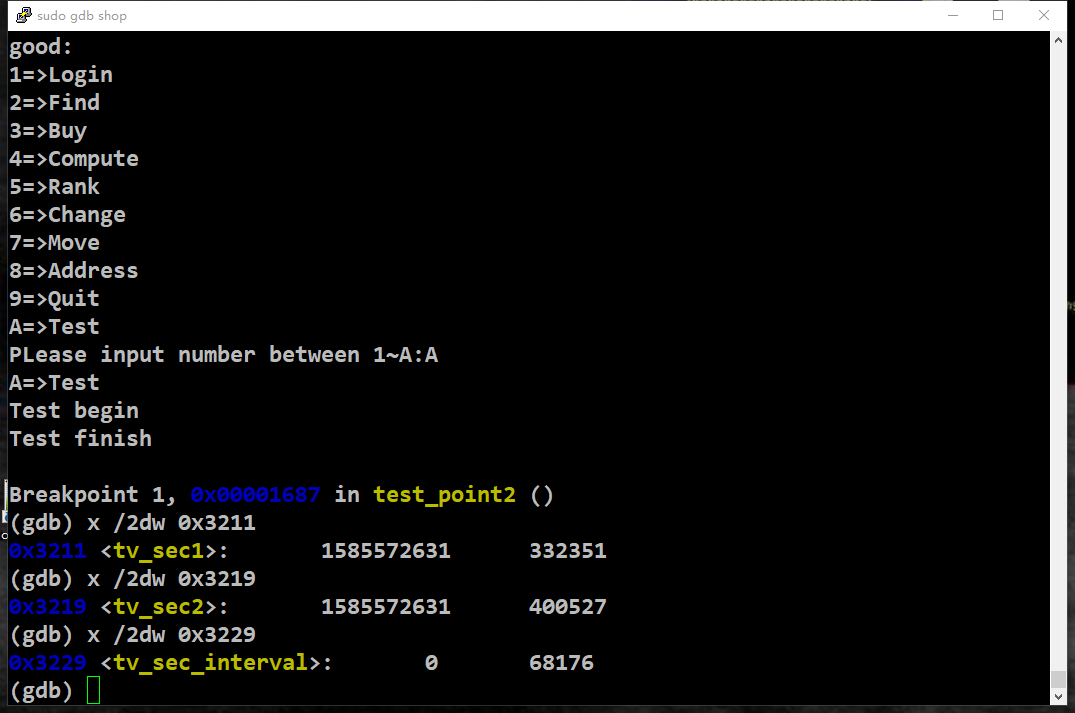 sudo gdb shop
good:
1=>Login
2=>Find
3=>Buy
4=>Compute
5=>Rank
6=>Change
7=>Move
8=>Address
9=>Quit
A=>Test
PLease input number between 1~A:A
A=>Test
Test begin
Test finish
Breakpoint 1, 0x00001687 in test_point2 ()
(gdb) x /2dw 0x3211
0x3211 <tv_sec1>: 1585572631 332351
(gdb) x /2dw 0x3219
0x3219 <tv_sec2>: 1585572631 400527
(gdb) x /2dw 0x3229
0x3229 <tv_sec_interval>: 0 68176
(gdb)